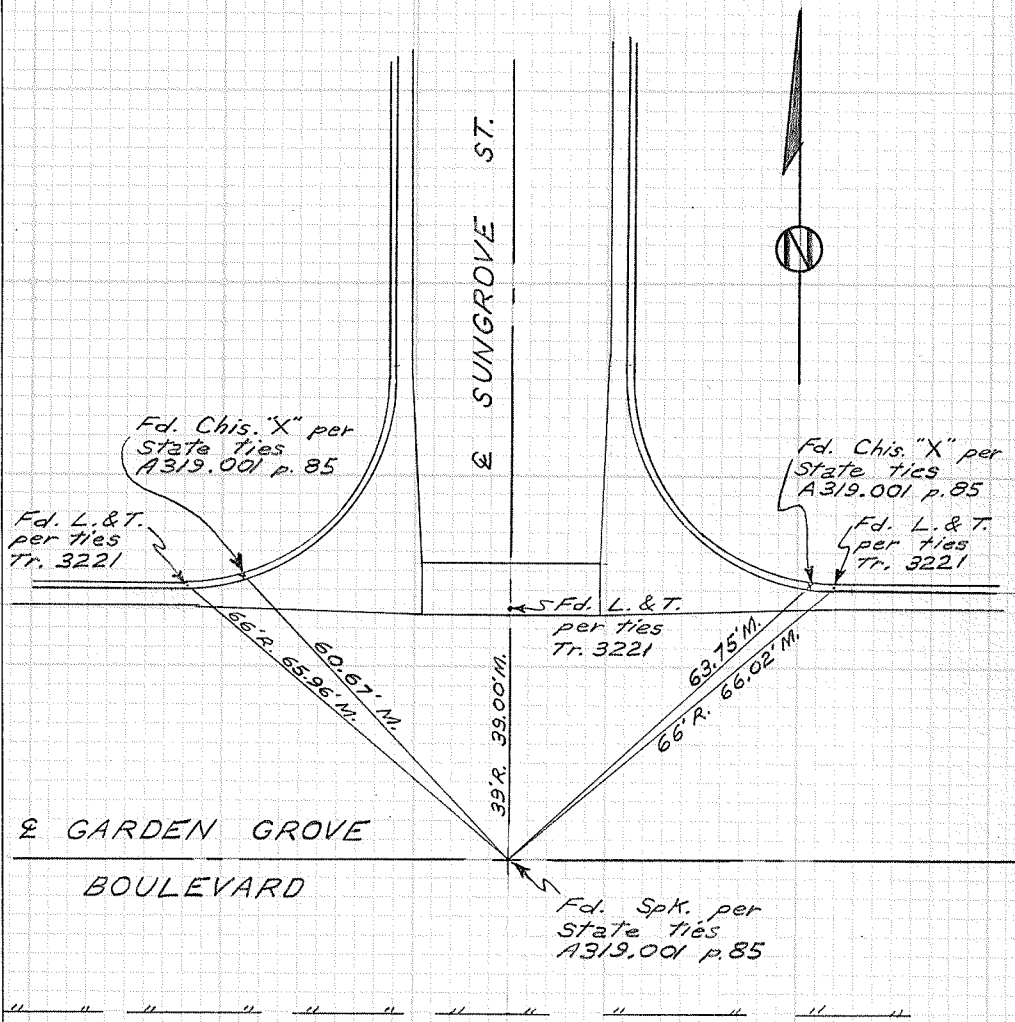 ℄ SUNGROVE ST.
N
Fd. Chis. "X" per
State ties
A319.001 p. 85
Fd. L. & T.
per ties
Tr. 3221
Fd. Chis. "X" per
State ties
A319.001 p. 85
Fd. L. & T.
per ties
Tr. 3221
Fd. L. & T.
per ties
Tr. 3221
66'R. 65.96'M.
60.67'M.
39'R. 39.00'M.
63.75'M.
66'R. 66.02'M.
℄ GARDEN GROVE
BOULEVARD
Fd. Spk. per
State ties
A319.001 p.85